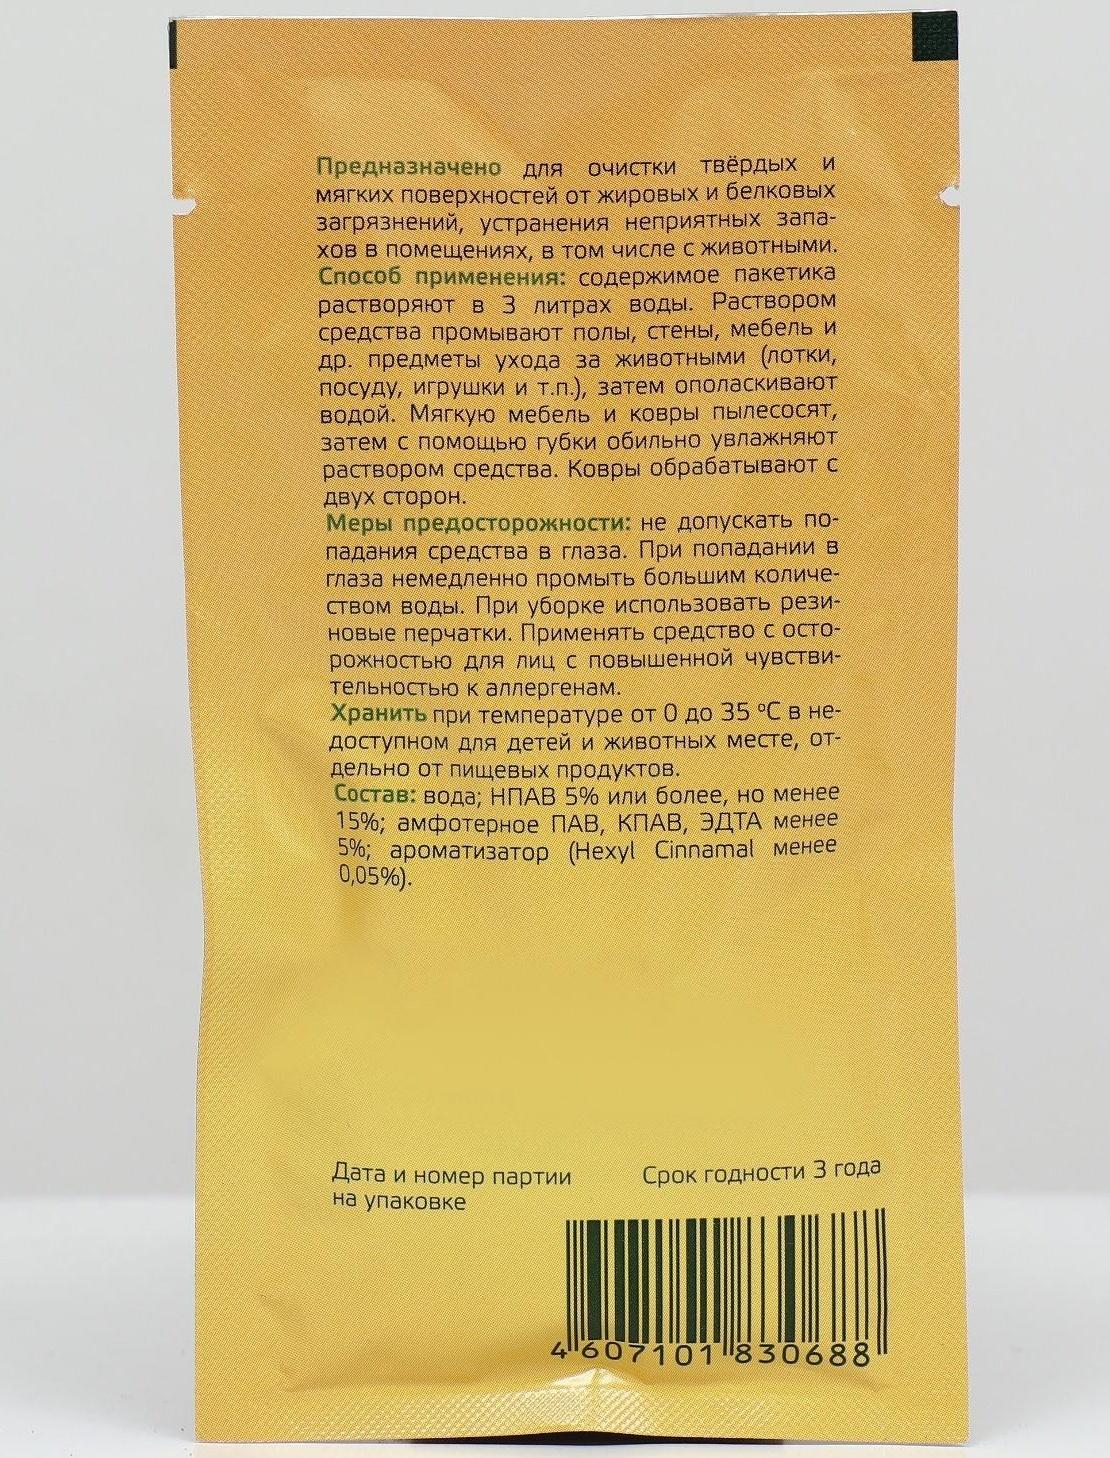 Предназначено для очистки твёрдых и
мягких поверхностей от жировых и белковых
загрязнений, устранения неприятных запа-
хов в помещениях, в том числе с животными.
Способ применения: содержимое пакетика
растворяют в 3 литрах воды. Раствором
средства промывают полы, стены, мебель и
др. предметы ухода за животными (лотки,
посуду, игрушки и т.п.), затем ополаскивают
водой. Мягкую мебель и ковры пылесосят,
затем с помощью губки обильно увлажняют
раствором средства. Ковры обрабатывают с
двух сторон.
Меры предосторожности: не допускать по-
падания средства в глаза. При попадании в
глаза немедленно промыть большим количе-
ством воды. При уборке использовать рези-
новые перчатки. Применять средство с осто-
рожностью для лиц с повышенной чувстви-
тельностью к аллергенам.
Хранить при температуре от 0 до 35 ºС в не-
доступном для детей и животных месте, от-
дельно от пищевых продуктов.
Состав: вода; НПАВ 5% или более, но менее
15%; амфотерное ПАВ, КПАВ, ЭДТА менее
5%; ароматизатор (Hexyl Cinnamal менее
0,05%).
Дата и номер партии
на упаковке
Срок годности 3 года
4 607101 830688